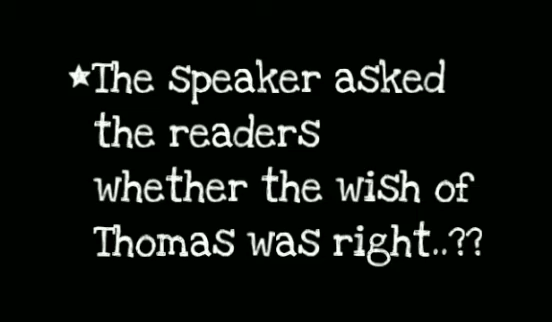 ★The speaker asked
the readers
whether the wish of
Thomas was right..??